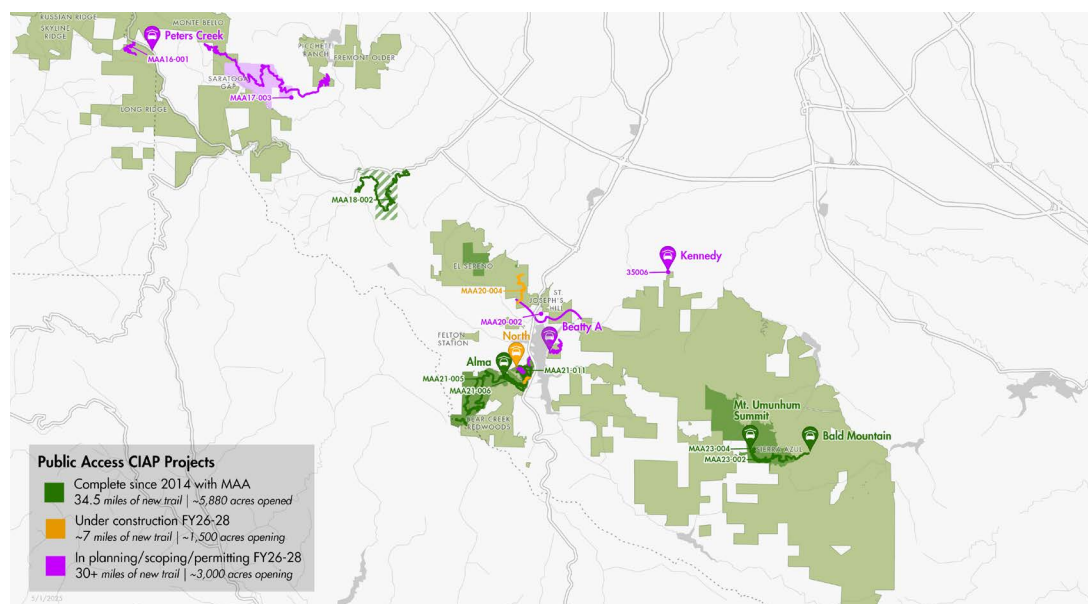 RUSSIAN RIDGE
MONTE BELLO
SKYLINE
RIDGE
Peters Creek
MAA16-001
PICCHETTI
RANCH
FREMONT OLDER
SARATOGA
GAP
MAA17-003
LONG RIDGE
MAA18-002
EL SERENO
MAA20-004
ST.
JOSEPH'S
HILL
MAA20-002
Kennedy
35006
Beatty A
FELTON
STATION
North
Alma
MAA21-011
MAA21-005
MAA21-006
BEAR CREEK
REDWOODS
Mt. Umunhum
Summit
Bald Mountain
MAA23-004
MAA23-002
Public Access CIAP Projects
Complete since 2014 with MAA
34.5 miles of new trail | ~5,880 acres opened
Under construction FY26-28
~7 miles of new trail | ~1,500 acres opening
In planning/scoping/permitting FY26-28
30+ miles of new trail | ~3,000 acres opening